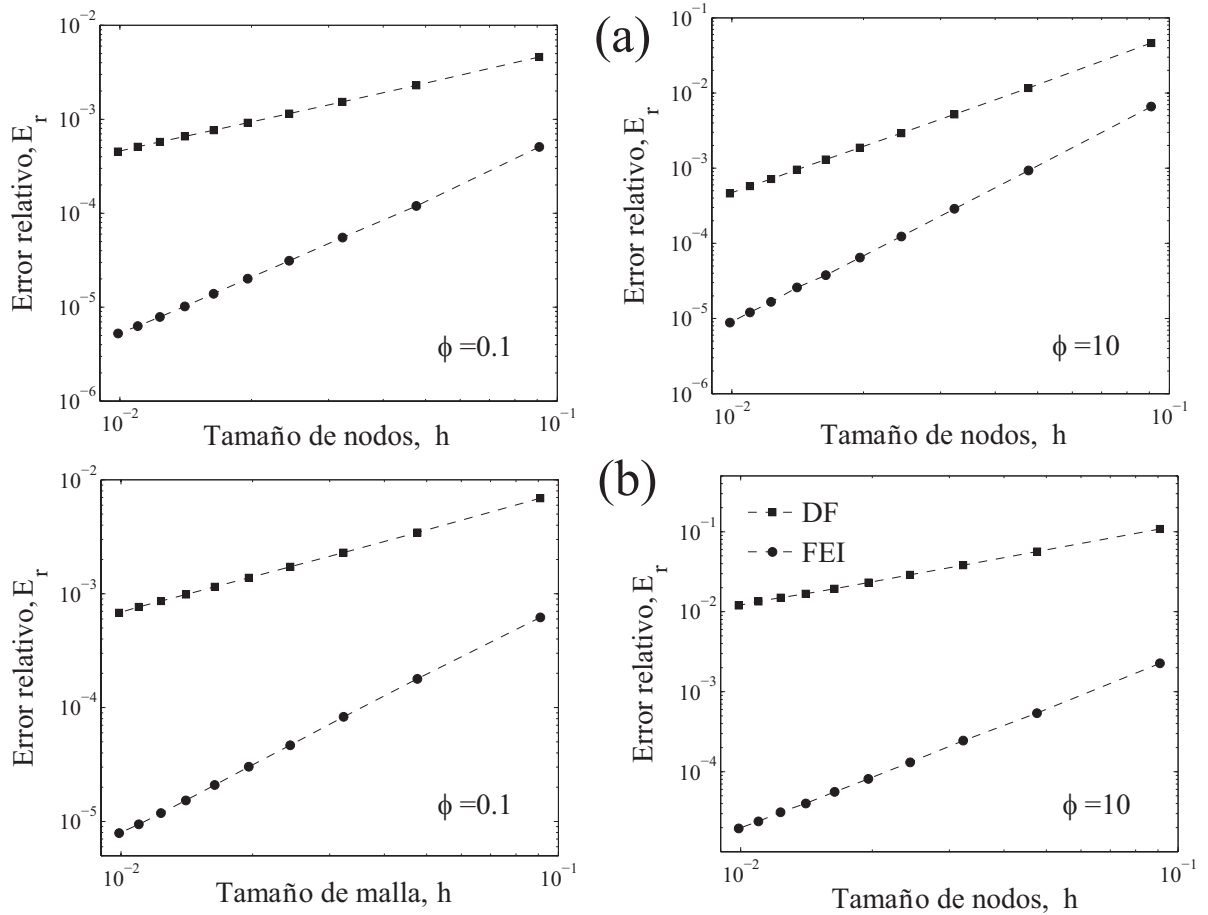 (a)
10⁻²
10⁻³
10⁻⁴
10⁻⁵
10⁻⁶
Error relativo, E_r
ϕ =0.1
10⁻² 10⁻¹
Tamaño de nodos, h
10⁻¹
10⁻²
10⁻³
10⁻⁴
10⁻⁵
10⁻⁶
Error relativo, E_r
ϕ =10
10⁻² 10⁻¹
Tamaño de nodos, h
(b)
10⁻²
10⁻³
10⁻⁴
10⁻⁵
Error relativo, E_r
ϕ =0.1
10⁻² 10⁻¹
Tamaño de malla, h
DF
FEI
10⁻¹
10⁻²
10⁻³
10⁻⁴
Error relativo, E_r
ϕ =10
10⁻² 10⁻¹
Tamaño de nodos, h